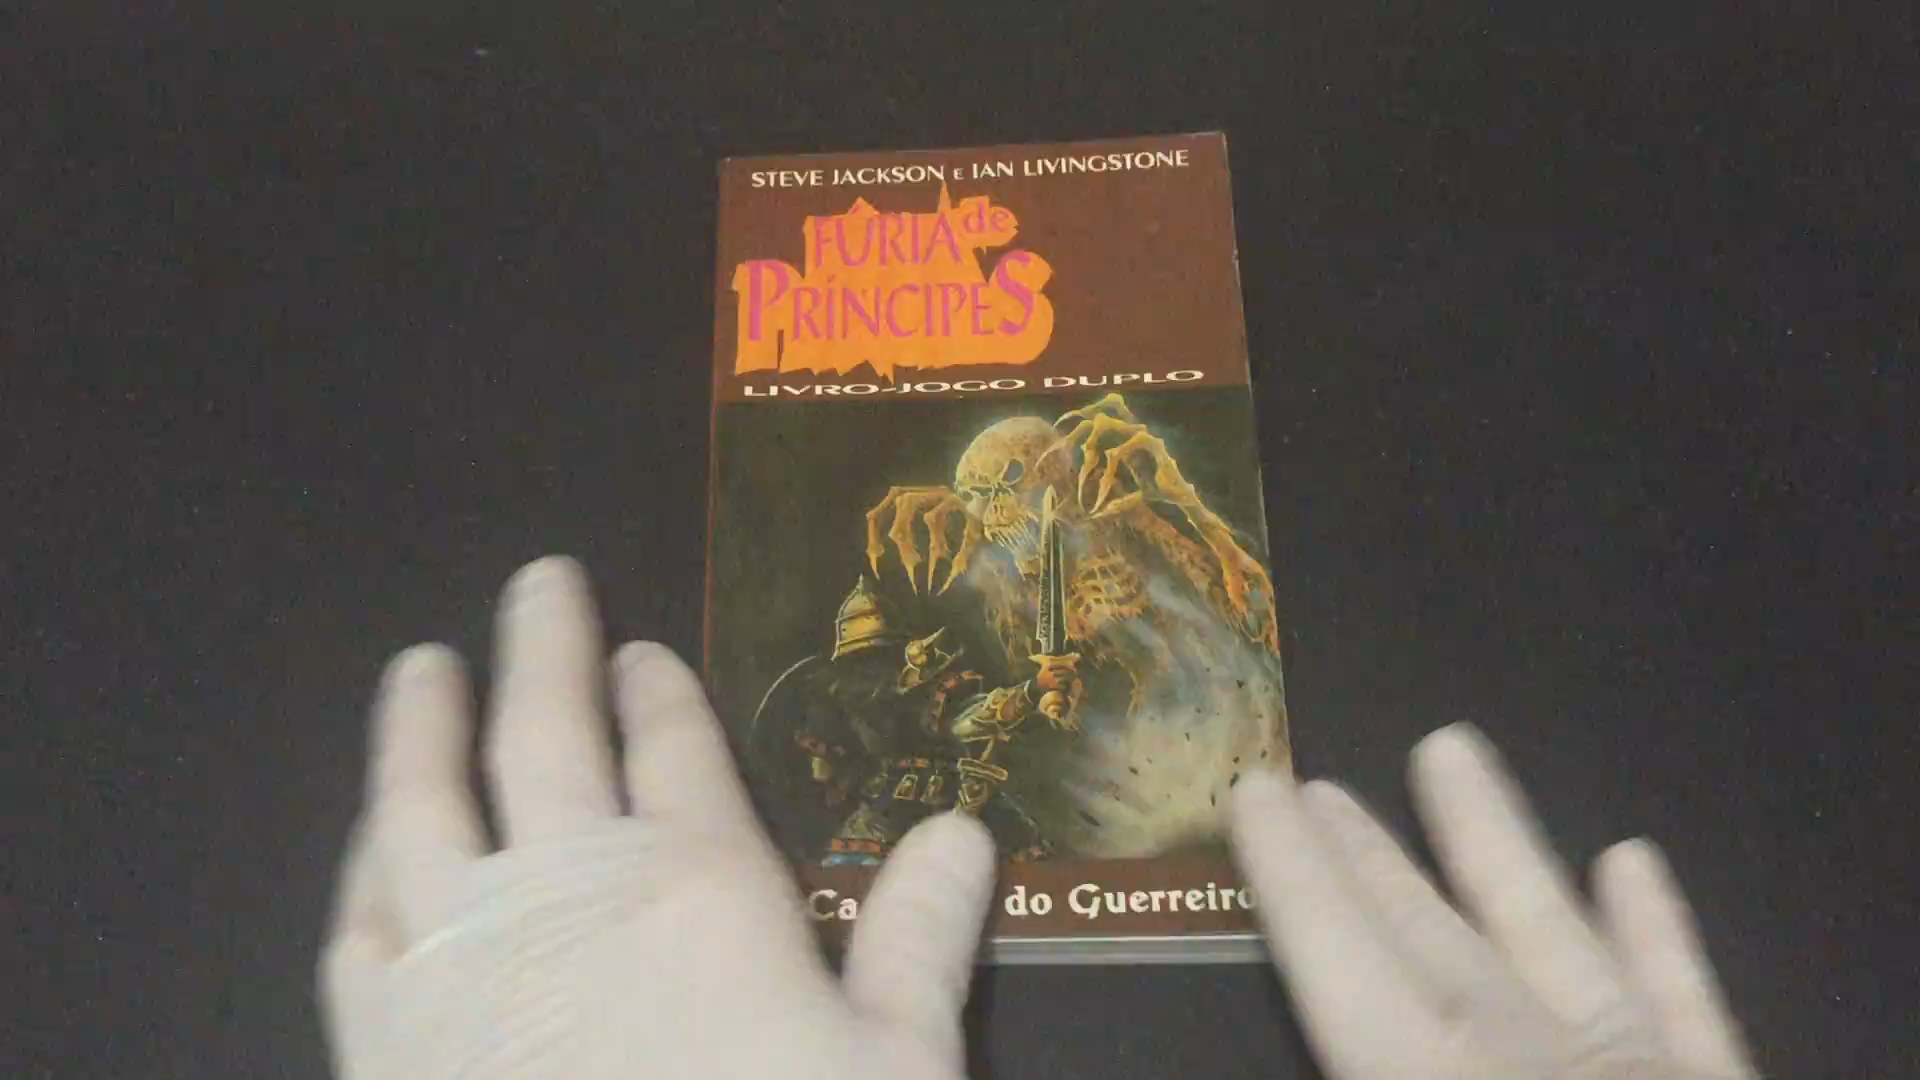 STEVE JACKSON E IAN LIVINGSTONE
FÚRIA de
PRÍNCIPES
LIVRO-JOGO DUPLO
do Guerreiro